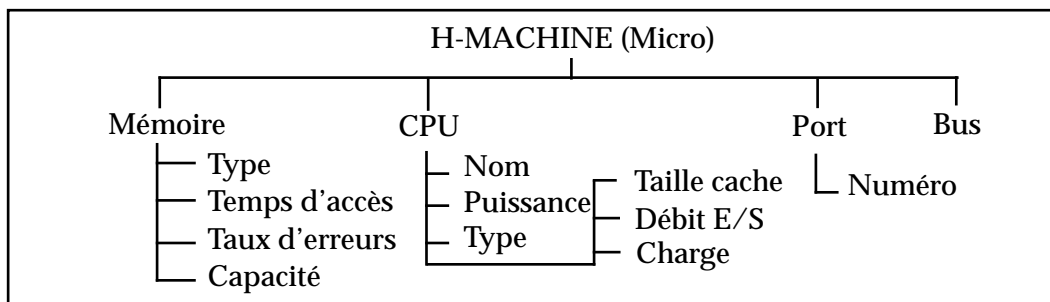 H-MACHINE (Micro)
Mémoire
CPU
Port
Bus
Type
Temps d'accès
Taux d'erreurs
Capacité
Nom
Puissance
Type
Taille cache
Débit E/S
Charge
Numéro